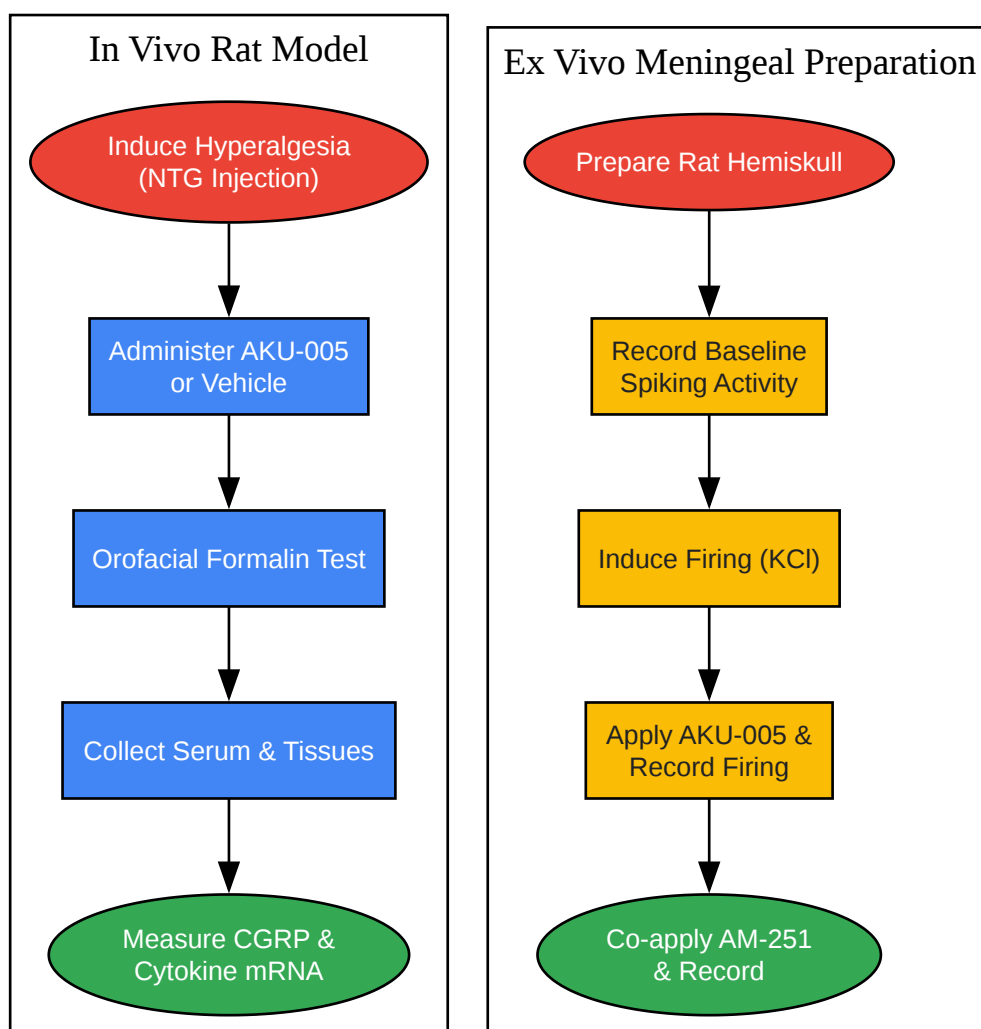 In Vivo Rat Model
Induce Hyperalgesia
(NTG Injection)
Administer AKU-005
or Vehicle
Orofacial Formalin Test
Collect Serum & Tissues
Measure CGRP &
Cytokine mRNA
Ex Vivo Meningeal Preparation
Prepare Rat Hemiskull
Record Baseline
Spiking Activity
Induce Firing (KCl)
Apply AKU-005 &
Record Firing
Co-apply AM-251
& Record